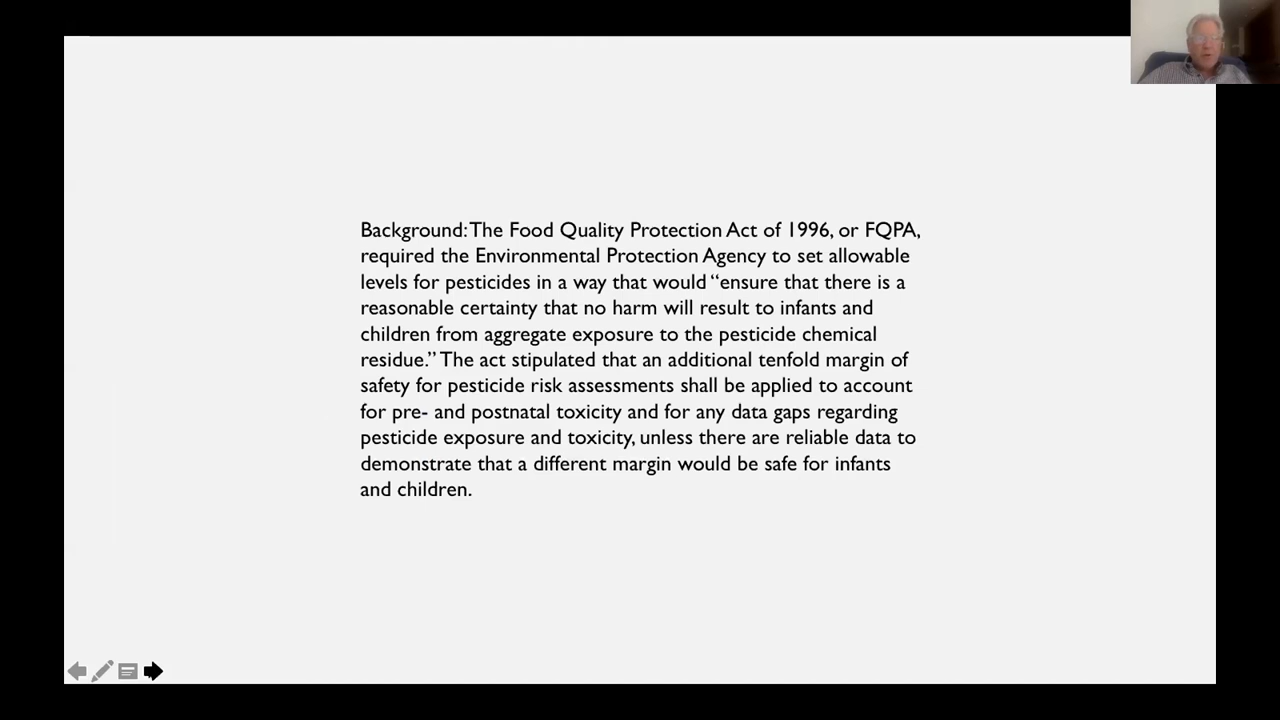 Background: The Food Quality Protection Act of 1996, or FQPA,
required the Environmental Protection Agency to set allowable
levels for pesticides in a way that would “ensure that there is a
reasonable certainty that no harm will result to infants and
children from aggregate exposure to the pesticide chemical
residue.” The act stipulated that an additional tenfold margin of
safety for pesticide risk assessments shall be applied to account
for pre- and postnatal toxicity and for any data gaps regarding
pesticide exposure and toxicity, unless there are reliable data to
demonstrate that a different margin would be safe for infants
and children.